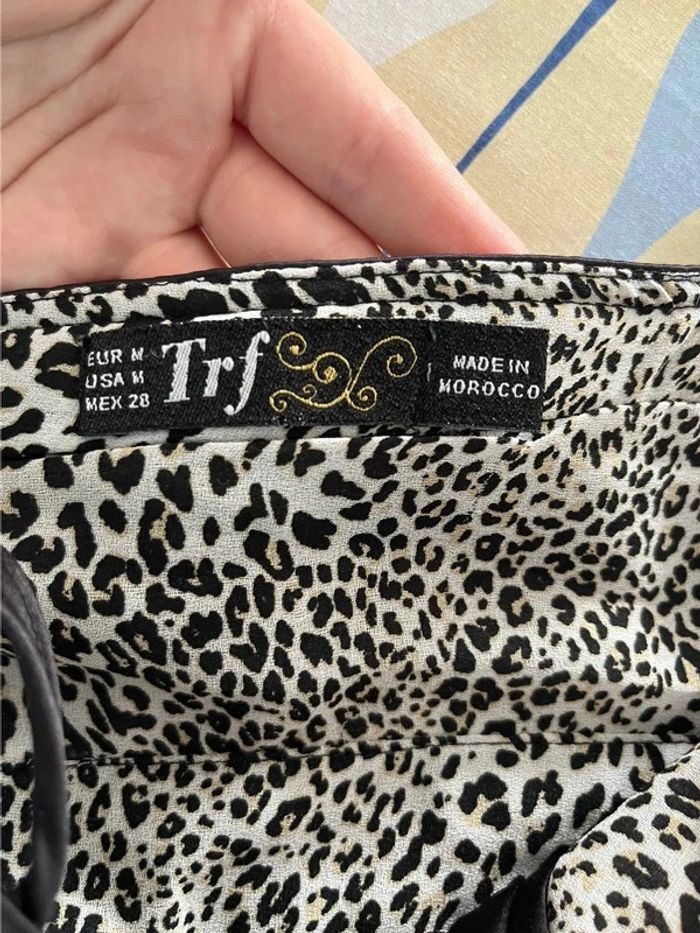 EUR M
USA M
MEX 28
Trf
MADE IN
MOROCCO